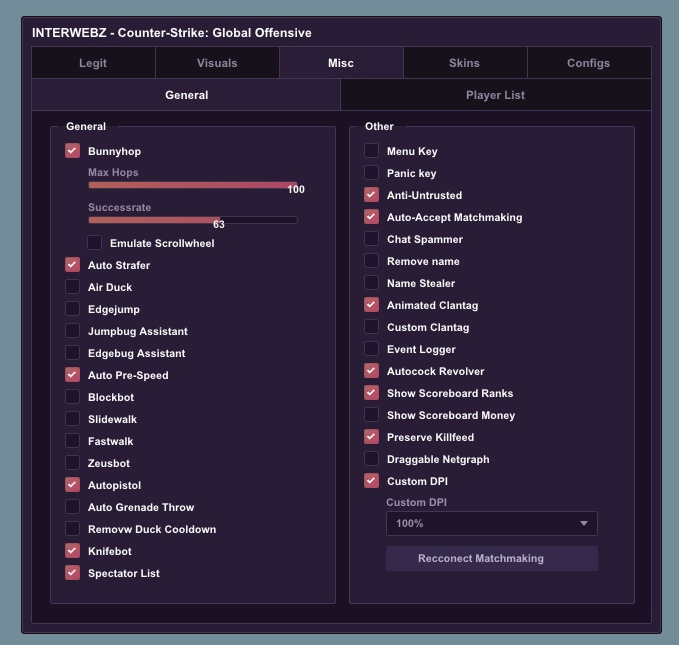 INTERWEBZ - Counter-Strike: Global Offensive
Legit
Visuals
Misc
Skins
Configs
General
Player List
General
Bunnyhop
Max Hops
100
Successrate
63
Emulate Scrollwheel
Auto Strafer
Air Duck
Edgejump
Jumpbug Assistant
Edgebug Assistant
Auto Pre-Speed
Blockbot
Slidewalk
Fastwalk
Zeusbot
Autopistol
Auto Grenade Throw
Removw Duck Cooldown
Knifebot
Spectator List
Other
Menu Key
Panic key
Anti-Untrusted
Auto-Accept Matchmaking
Chat Spammer
Remove name
Name Stealer
Animated Clantag
Custom Clantag
Event Logger
Autocock Revolver
Show Scoreboard Ranks
Show Scoreboard Money
Preserve Killfeed
Draggable Netgraph
Custom DPI
Custom DPI
100%
Recconect Matchmaking